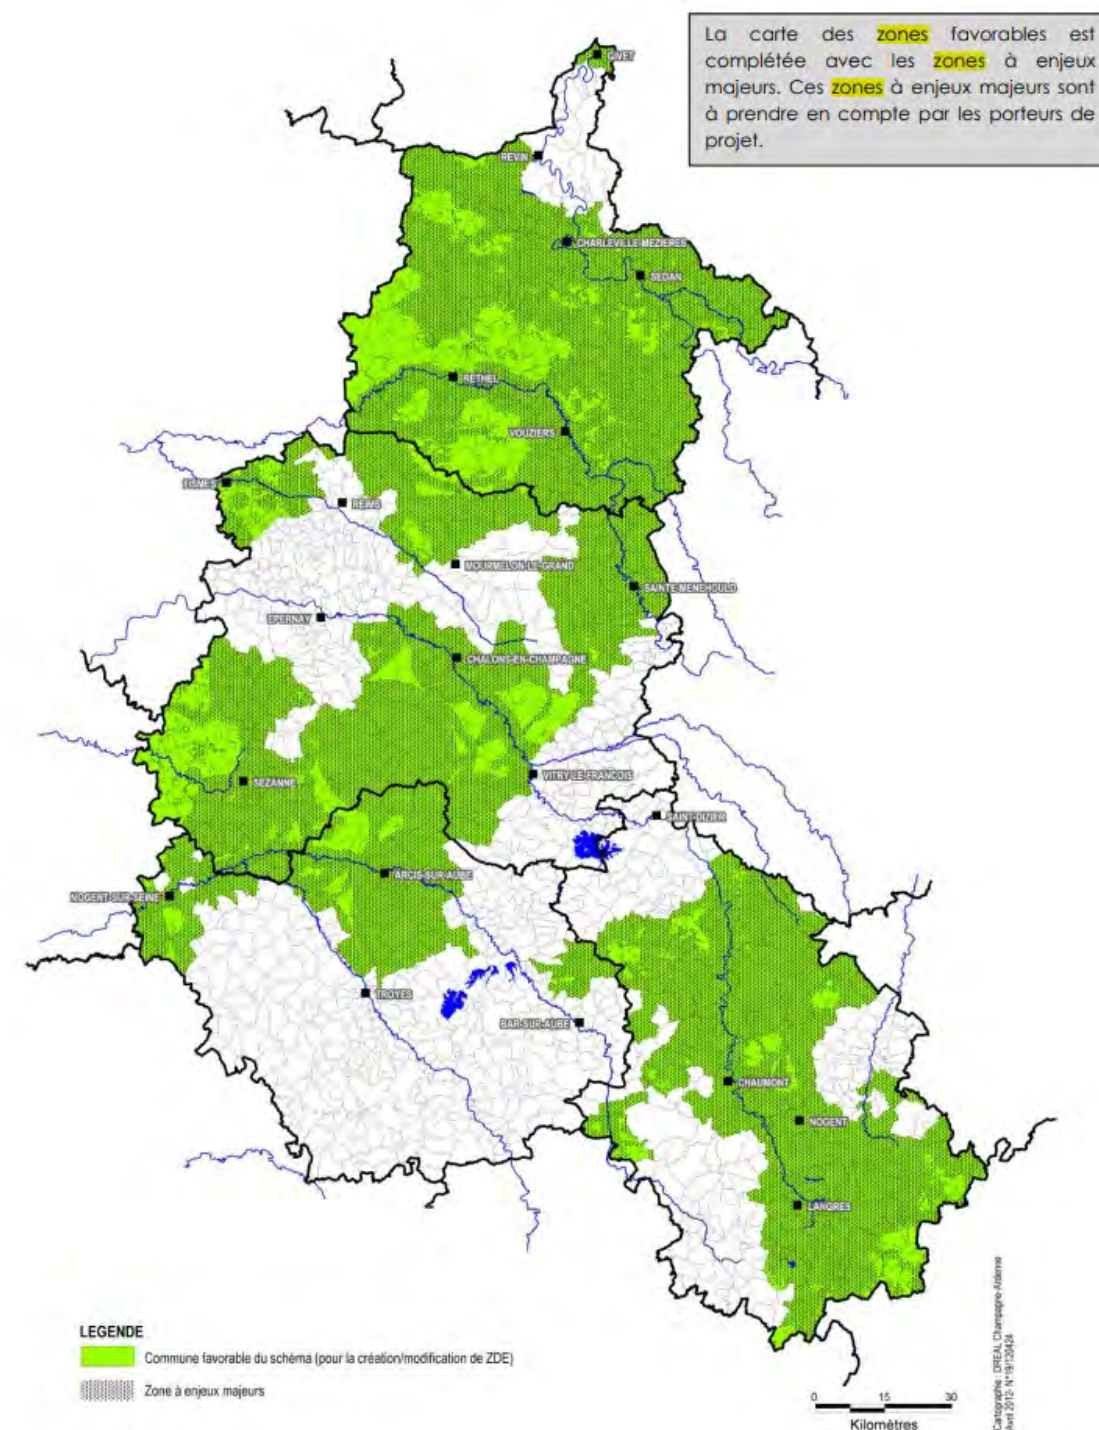 La carte des zones favorables est
complétée avec les zones à enjeux
majeurs. Ces zones à enjeux majeurs sont
à prendre en compte par les porteurs de
projet.
GIVET
REVIN
CHARLEVILLE-MEZIERES
SEDAN
RETHEL
VOUZIERS
FISMES
REIMS
MOURMELON-LE-GRAND
SAINTE-MENEHOULD
EPERNAY
CHALONS-EN-CHAMPAGNE
SEZANNE
VITRY-LE-FRANCOIS
SAINT-DIZIER
ARCIS-SUR-AUBE
NOGENT-SUR-SEINE
TROYES
BAR-SUR-AUBE
CHAUMONT
NOGENT
LANGRES
LEGENDE
Commune favorable du schéma (pour la création/modification de ZDE)
Zone à enjeux majeurs
0 15 30
Kilomètres
Cartographie : DREAL Champagne-Ardenne
Avril 2012- N°19/120424